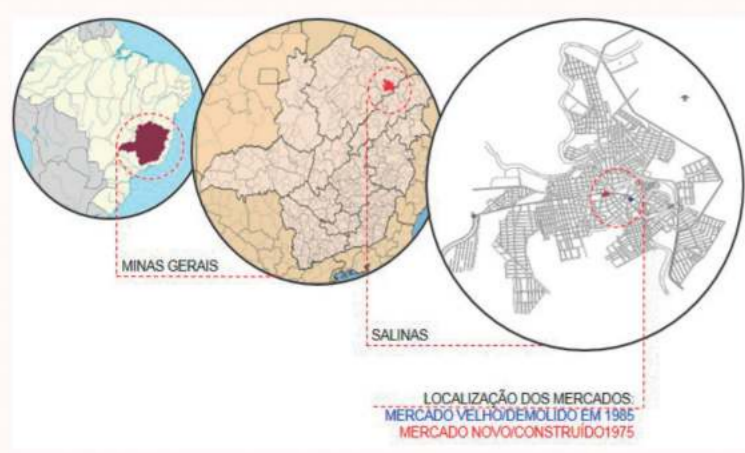 MINAS GERAIS
SALINAS
LOCALIZAÇÃO DOS MERCADOS:
MERCADO VELHO/DEMOLIDO EM 1985
MERCADO NOVO/CONSTRUÍDO1975